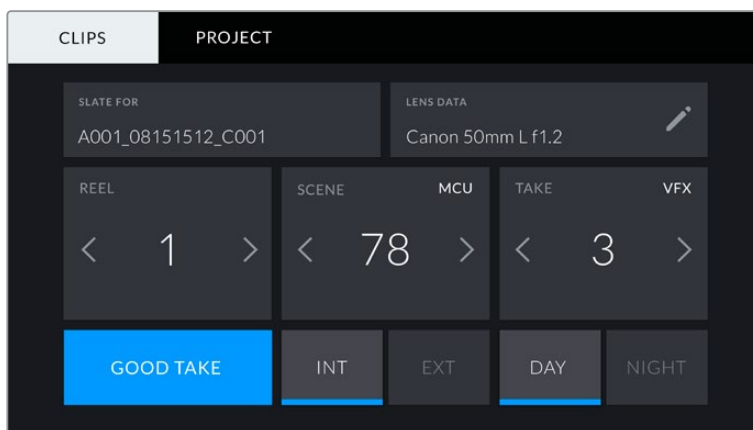 CLIPS PROJECT
SLATE FOR LENS DATA
A001_08151512_C001 Canon 50mm L f1.2
REEL SCENE MCU TAKE VFX
< 1 > < 78 > < 3 >
GOOD TAKE INT EXT DAY NIGHT